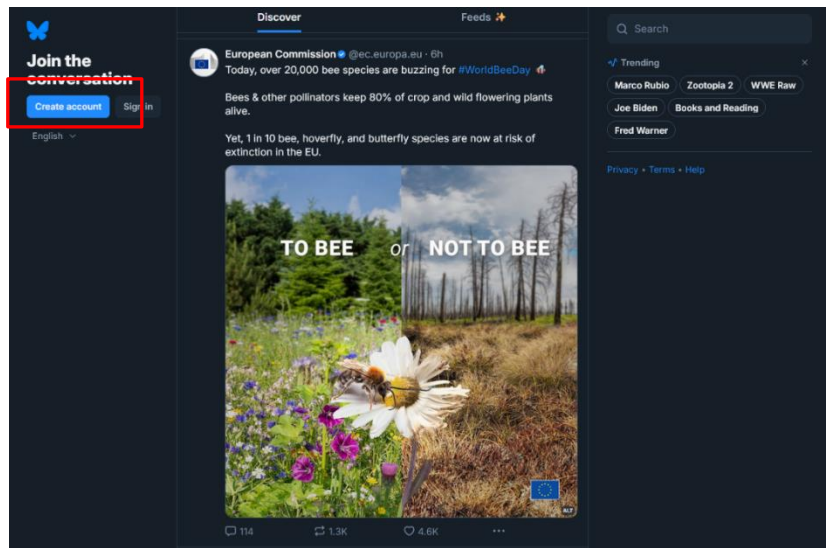 Discover
Feeds ✨
Join the
conversation
Create account
Sign in
English
European Commission @ec.europa.eu · 6h
Today, over 20,000 bee species are buzzing for #WorldBeeDay 🐝
Bees & other pollinators keep 80% of crop and wild flowering plants
alive.
Yet, 1 in 10 bee, hoverfly, and butterfly species are now at risk of
extinction in the EU.
TO BEE or NOT TO BEE
ALT
114
1.3K
4.6K
Search
Trending
Marco Rubio
Zootopia 2
WWE Raw
Joe Biden
Books and Reading
Fred Warner
Privacy • Terms • Help